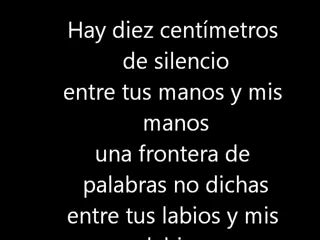 Hay diez centímetros
de silencio
entre tus manos y mis
manos
una frontera de
palabras no dichas
entre tus labios y mis